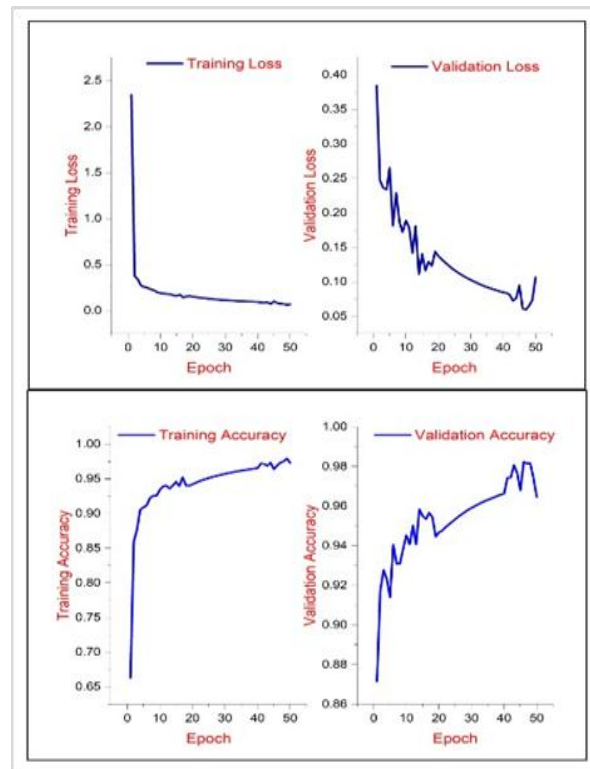 Training Loss
Validation Loss
2.5
2.0
1.5
1.0
0.5
0.0
Training Loss
0 10 20 30 40 50
Epoch
0.40
0.35
0.30
0.25
0.20
0.15
0.10
0.05
Validation Loss
0 10 20 30 40 50
Epoch
Training Accuracy
Validation Accuracy
1.00
0.95
0.90
0.85
0.80
0.75
0.70
0.65
Training Accuracy
0 10 20 30 40 50
Epoch
1.00
0.98
0.96
0.94
0.92
0.90
0.88
0.86
Validation Accuracy
0 10 20 30 40 50
Epoch